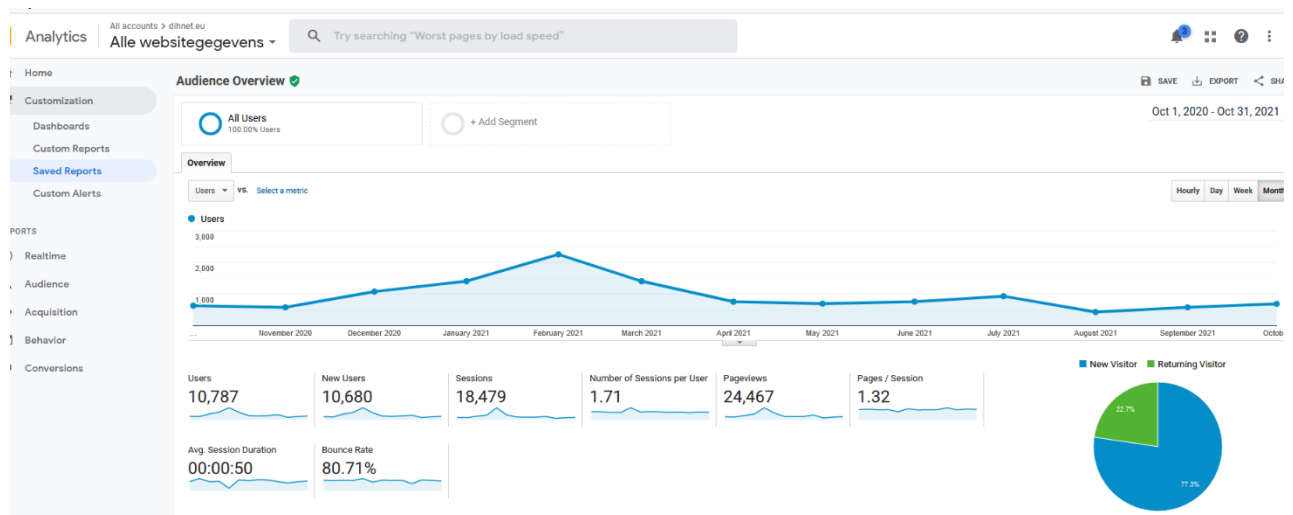 All accounts > dihnet.eu
Analytics
Alle websitegegevens
Try searching "Worst pages by load speed"
3
Home
Customization
Dashboards
Custom Reports
Saved Reports
Custom Alerts
Realtime
Audience
Acquisition
Behavior
Conversions
Audience Overview
SAVE EXPORT
All Users
100.00% Users
+ Add Segment
Oct 1, 2020 - Oct 31, 2021
Overview
Users VS. Select a metric
Hourly Day Week Month
Users
3,000
2,000
1,000
... November 2020 December 2020 January 2021 February 2021 March 2021 April 2021 May 2021 June 2021 July 2021 August 2021 September 2021 Octob
Users
10,787
New Users
10,680
Sessions
18,479
Number of Sessions per User
1.71
Pageviews
24,467
Pages / Session
1.32
Avg. Session Duration
00:00:50
Bounce Rate
80.71%
New Visitor Returning Visitor
22.7%
77.3%